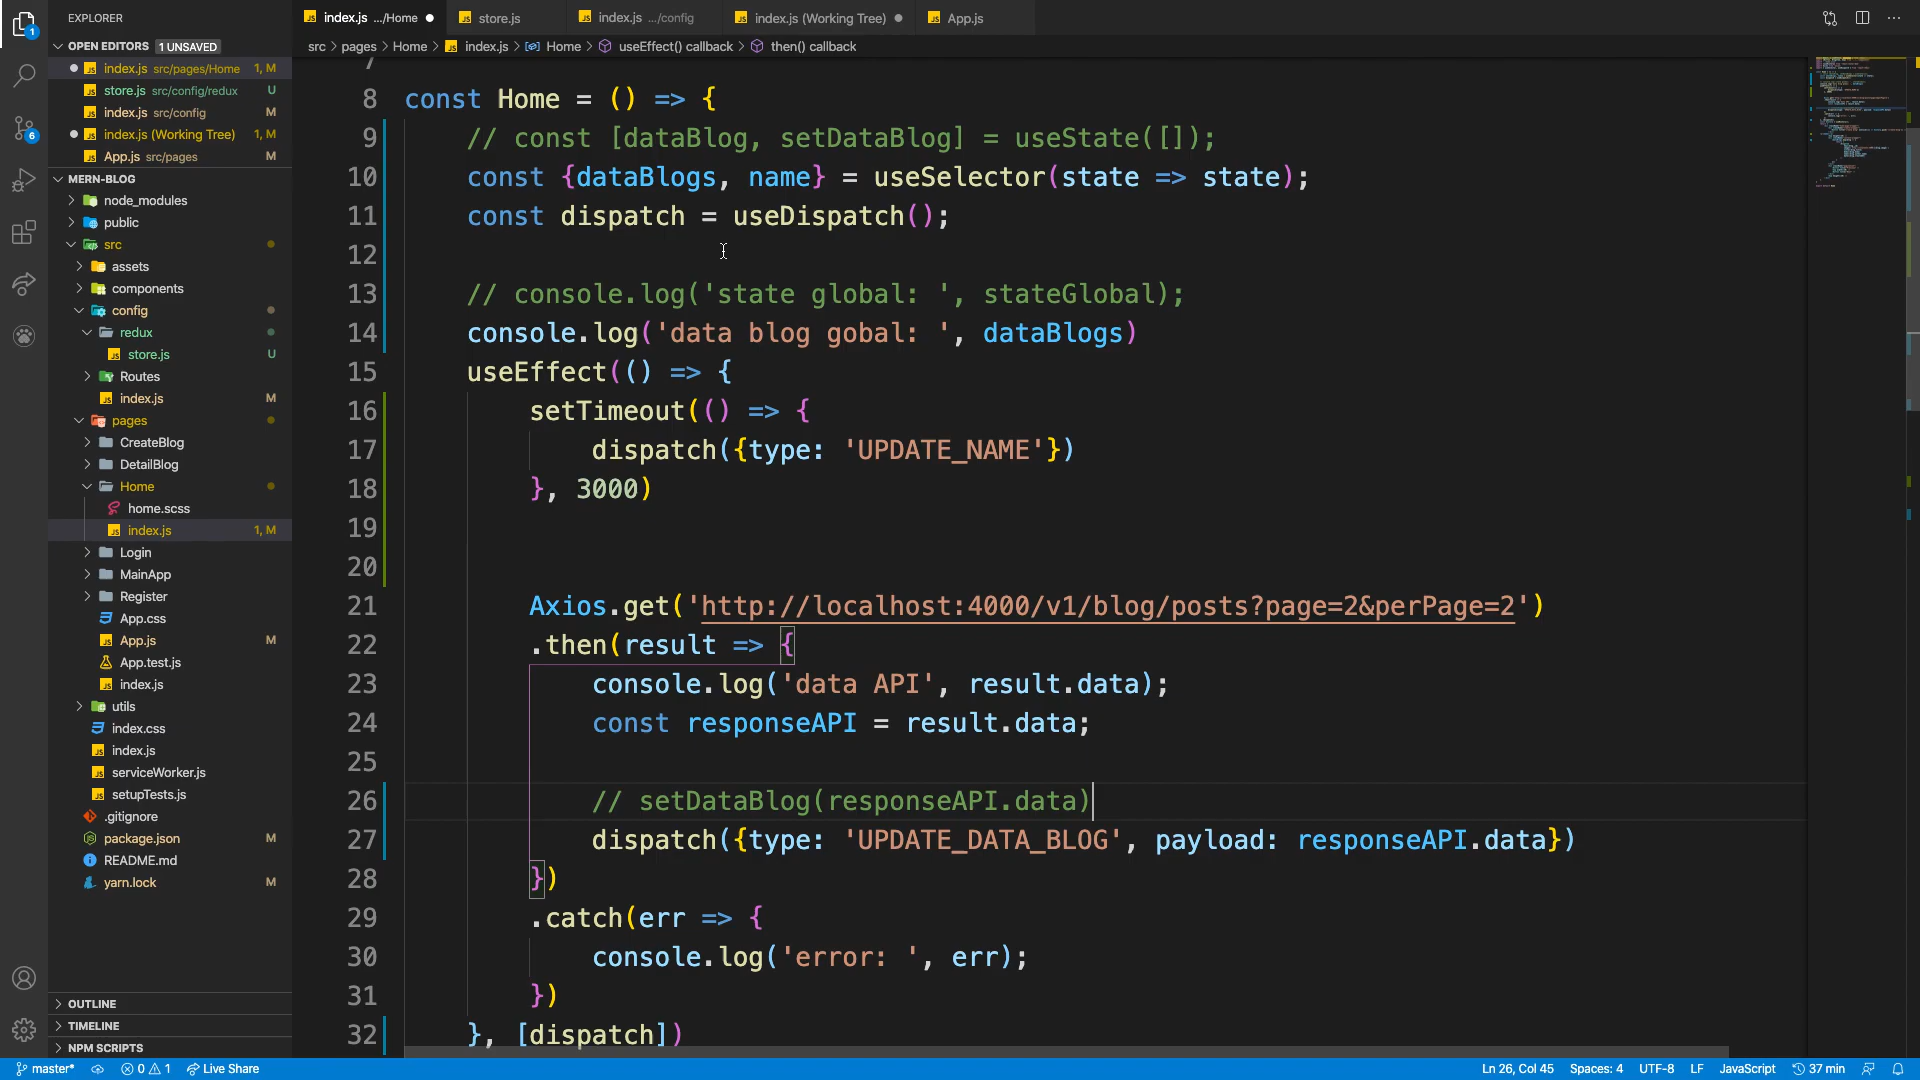 EXPLORER
OPEN EDITORS 1 UNSAVED
index.js src/pages/Home 1, M
store.js src/config/redux U
index.js src/config M
index.js (Working Tree) 1, M
App.js src/pages M
MERN-BLOG
node_modules
public
src
assets
components
config
redux
store.js U
Routes
index.js M
pages
CreateBlog
DetailBlog
Home
home.scss
index.js 1, M
Login
MainApp
Register
App.css
App.js M
App.test.js
index.js
utils
index.css
index.js
serviceWorker.js
setupTests.js
.gitignore
package.json M
README.md
yarn.lock M
OUTLINE
TIMELINE
NPM SCRIPTS
index.js .../Home
store.js
index.js .../config
index.js (Working Tree)
App.js
src > pages > Home > index.js > Home > useEffect() callback > then() callback
7
8 const Home = () => {
9 // const [dataBlog, setDataBlog] = useState([]);
10 const {dataBlogs, name} = useSelector(state => state);
11 const dispatch = useDispatch();
12
13 // console.log('state global: ', stateGlobal);
14 console.log('data blog gobal: ', dataBlogs)
15 useEffect(() => {
16 setTimeout(() => {
17 dispatch({type: 'UPDATE_NAME'})
18 }, 3000)
19
20
21 Axios.get('http://localhost:4000/v1/blog/posts?page=2&perPage=2')
22 .then(result => {
23 console.log('data API', result.data);
24 const responseAPI = result.data;
25
26 // setDataBlog(responseAPI.data)
27 dispatch({type: 'UPDATE_DATA_BLOG', payload: responseAPI.data})
28 })
29 .catch(err => {
30 console.log('error: ', err);
31 })
32 }, [dispatch])
1
6
master* 0 1 Live Share Ln 26, Col 45 Spaces: 4 UTF-8 LF JavaScript 37 min